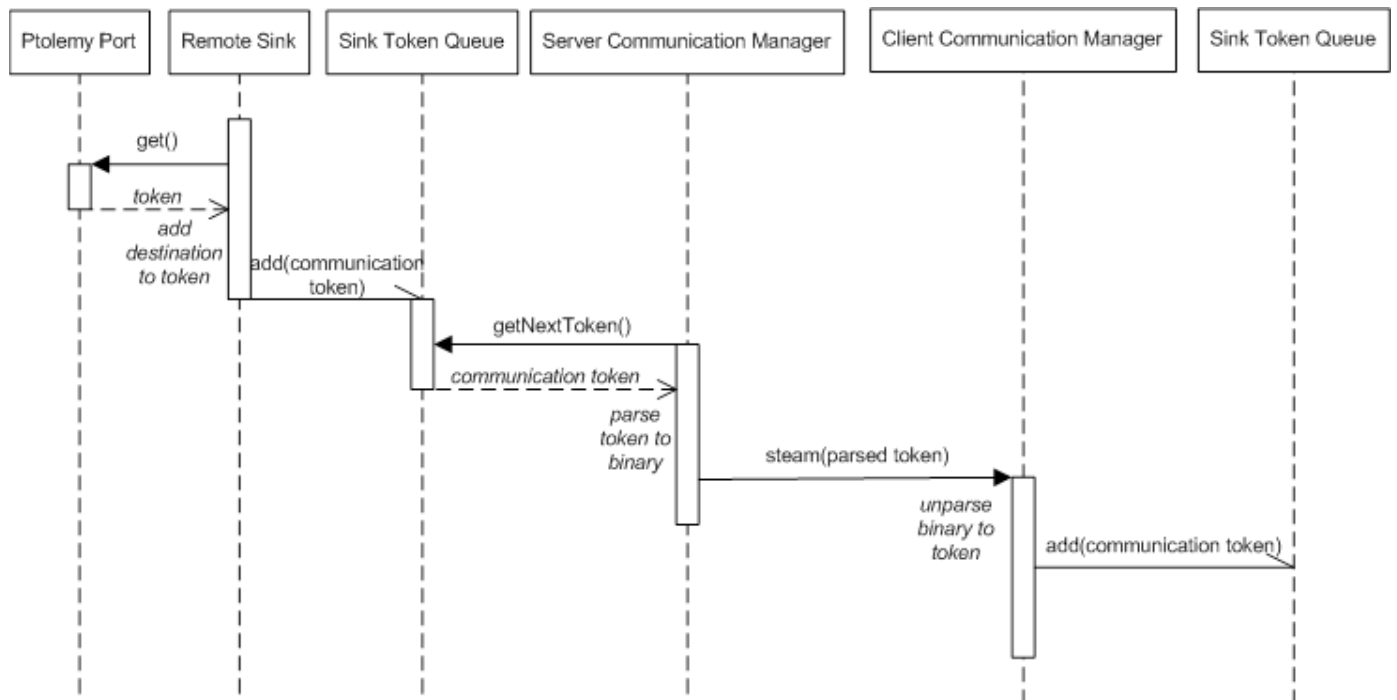 Ptolemy Port
Remote Sink
Sink Token Queue
Server Communication Manager
Client Communication Manager
Sink Token Queue
get()
token
add
destination
to token
add(communication
token)
getNextToken()
communication token
parse
token to
binary
steam(parsed token)
unparse
binary to
token
add(communication token)